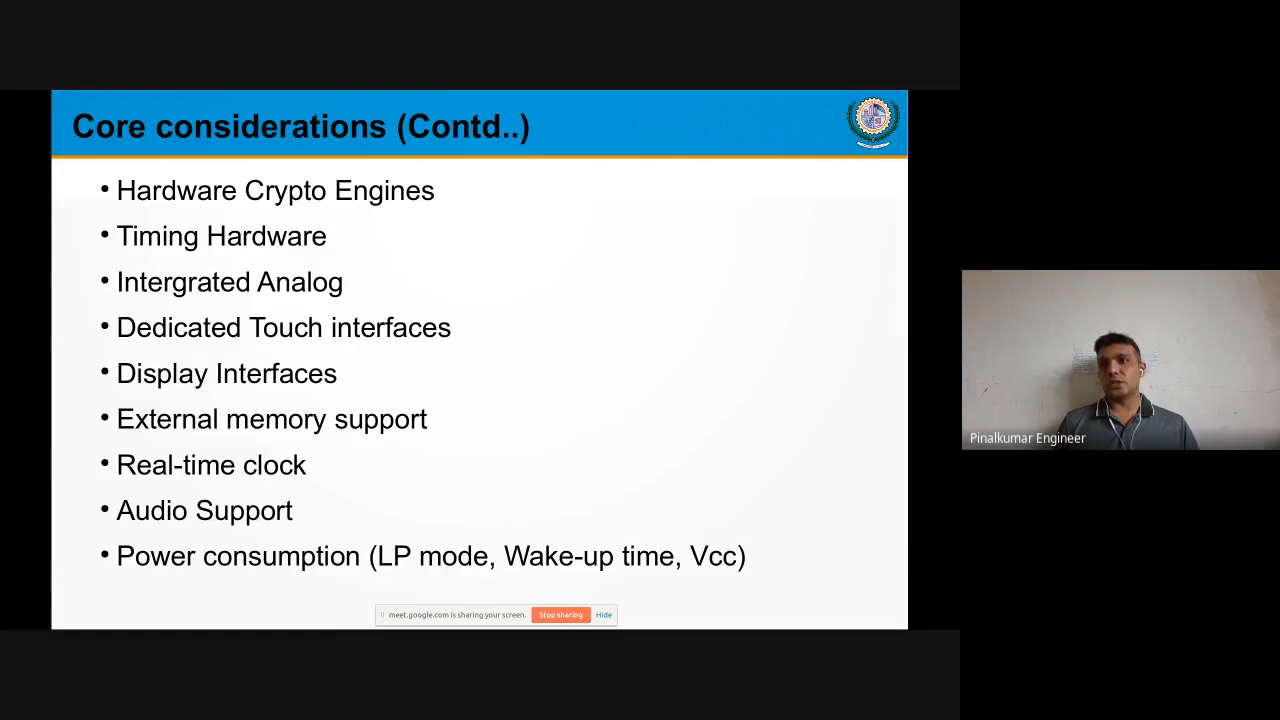 Core considerations (Contd..)
• Hardware Crypto Engines
• Timing Hardware
• Intergrated Analog
• Dedicated Touch interfaces
• Display Interfaces
• External memory support
• Real-time clock
• Audio Support
• Power consumption (LP mode, Wake-up time, Vcc)
meet.google.com is sharing your screen. Stop sharing Hide
Pinalkumar Engineer